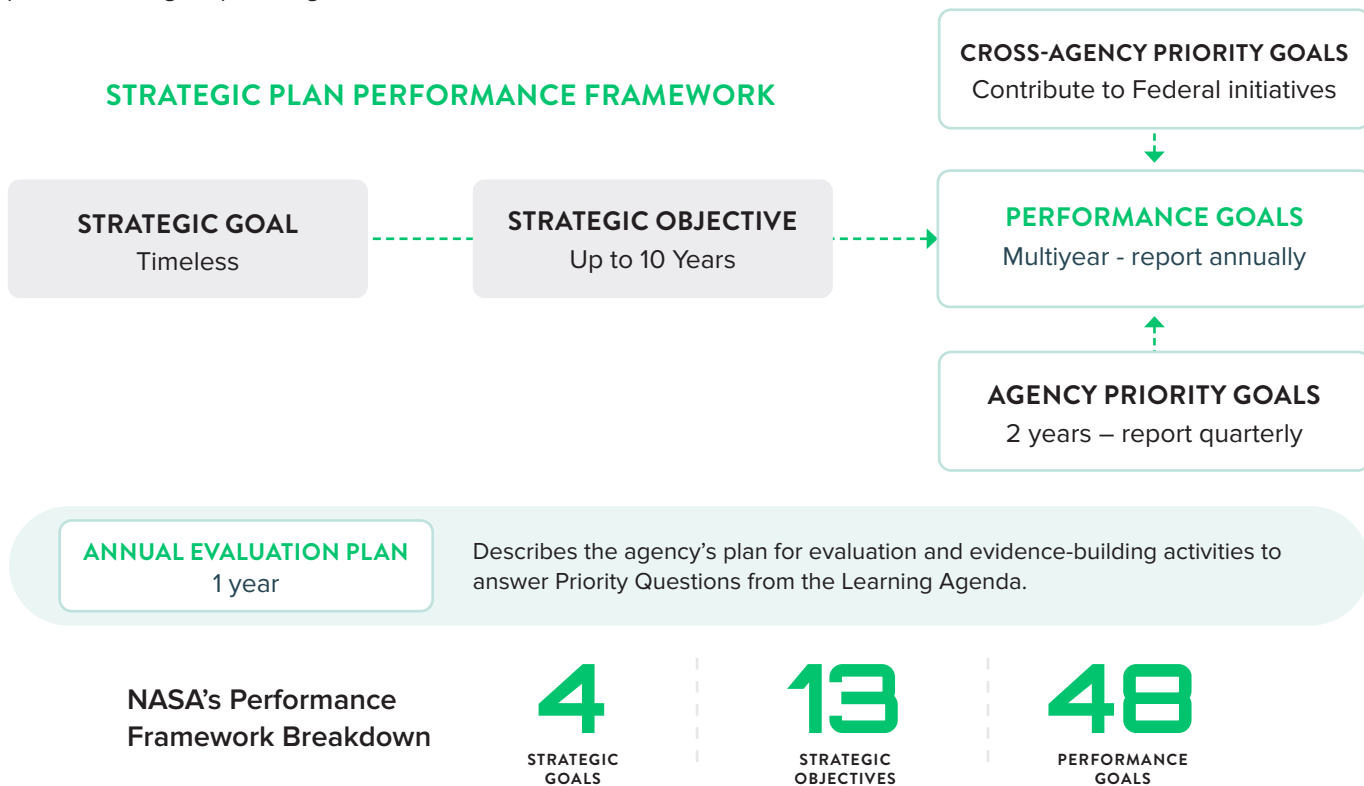 CROSS-AGENCY PRIORITY GOALS
Contribute to Federal initiatives
STRATEGIC PLAN PERFORMANCE FRAMEWORK
STRATEGIC GOAL
Timeless
STRATEGIC OBJECTIVE
Up to 10 Years
PERFORMANCE GOALS
Multiyear - report annually
AGENCY PRIORITY GOALS
2 years – report quarterly
ANNUAL EVALUATION PLAN
1 year
Describes the agency’s plan for evaluation and evidence-building activities to
answer Priority Questions from the Learning Agenda.
NASA’s Performance
Framework Breakdown
4
STRATEGIC
GOALS
13
STRATEGIC
OBJECTIVES
48
PERFORMANCE
GOALS